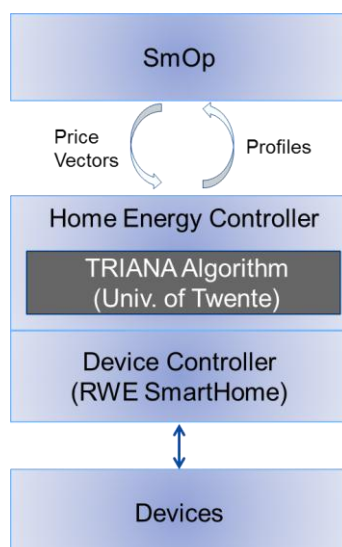 SmOp
Price
Vectors
Profiles
Home Energy Controller
TRIANA Algorithm
(Univ. of Twente)
Device Controller
(RWE SmartHome)
Devices